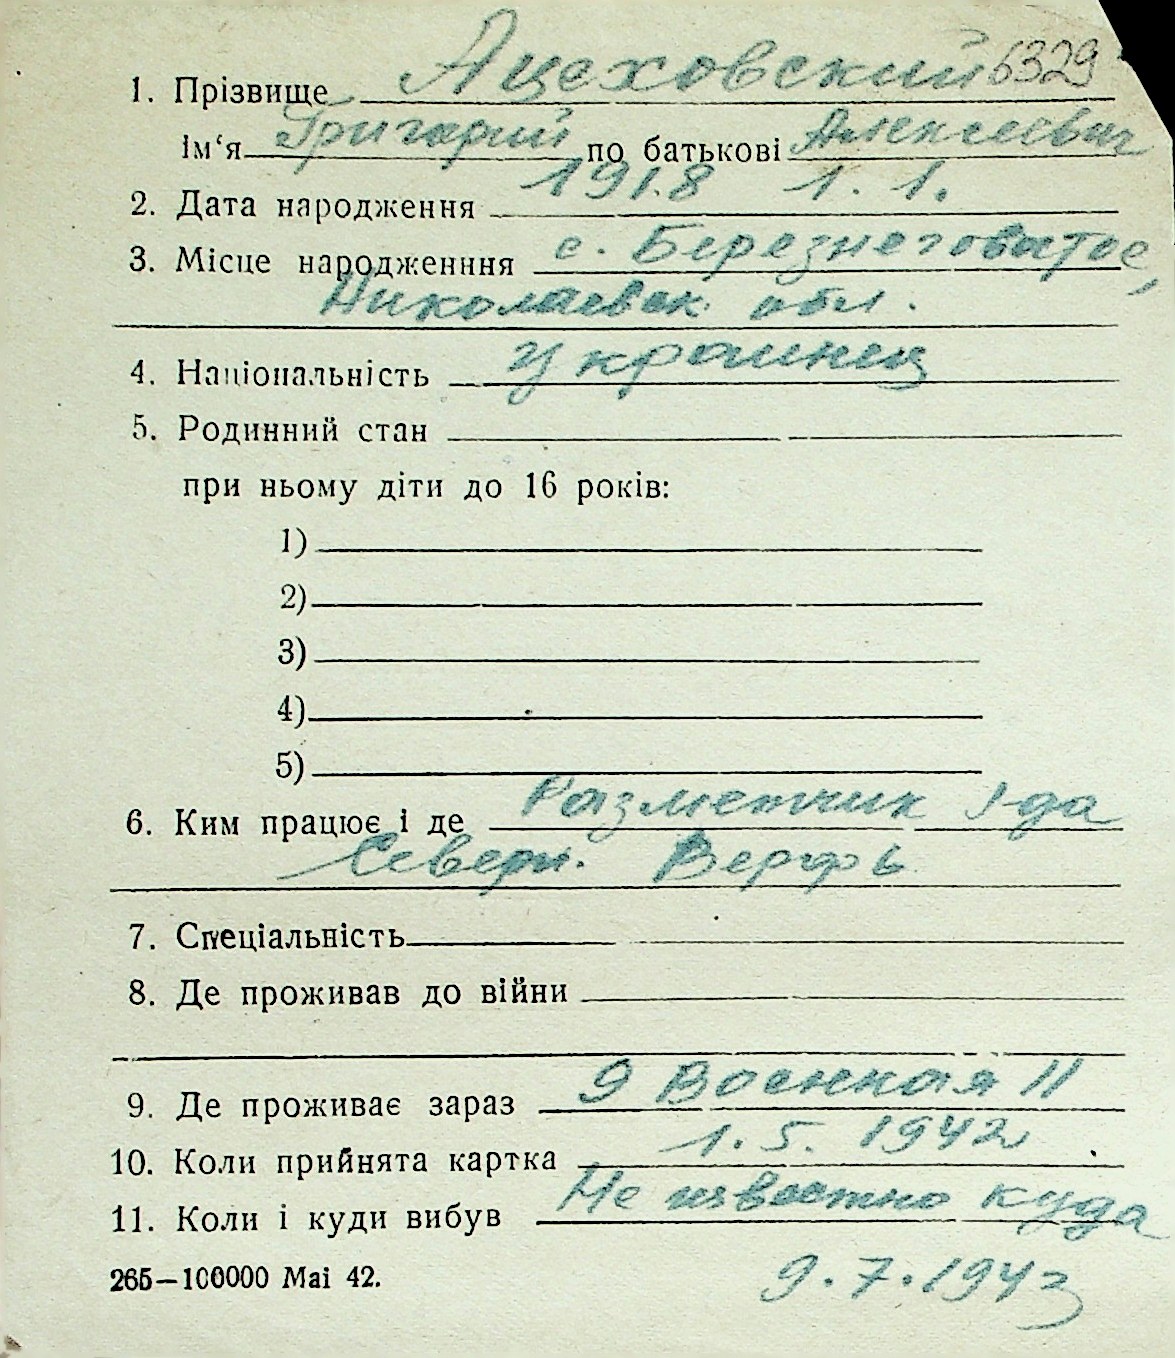 1. Прізвище Ацеховский 6329
Ім‘я Григорий по батькові Алексеевич
2. Дата народження 1918 1.1.
3. Місце народженння с. Березнеговатое,
Николаевск. обл.
4. Національність Украинец
5. Родинний стан
при ньому діти до 16 років:
1)
2)
3)
4)
5)
6. Ким працює і де Разметчик з-да
Северн. Верфь
7. Спеціальність
8. Де проживав до війни
9. Де проживає зараз 9 Военная 11
10. Коли прийнята картка 1.5.1942
11. Коли і куди вибув Не известно куда
265—100000 Маі 42. 9.7.1943